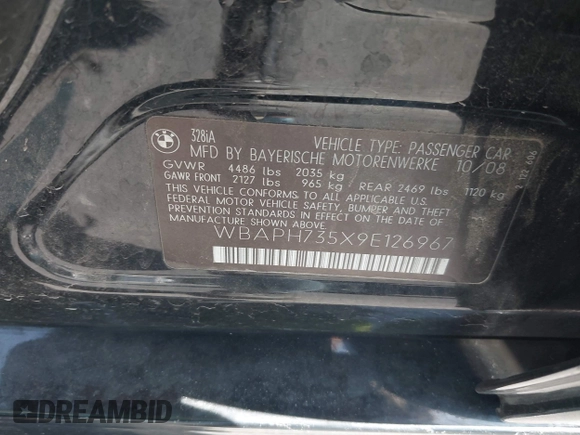 BMW
328iA
VEHICLE TYPE: PASSENGER CAR
MFD BY BAYERISCHE MOTORENWERKE 10/08
GVWR 4486 lbs 2035 kg
GAWR FRONT 2127 lbs 965 kg REAR 2469 lbs 1120 kg
THIS VEHICLE CONFORMS TO ALL APPLICABLE U.S.
FEDERAL MOTOR VEHICLE SAFETY, BUMPER AND THEFT
PREVENTION STANDARDS IN EFFECT ON THE DATE OF
MANUFACTURE SHOWN ABOVE.
WBAPH735X9E126967
DREAMBID